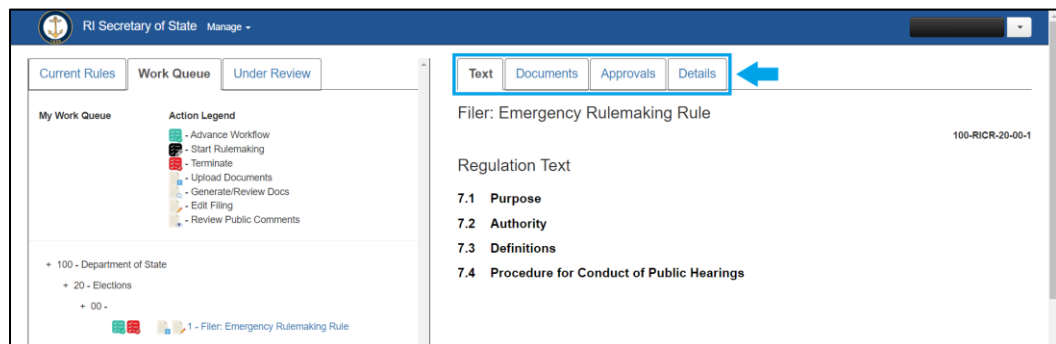 RI Secretary of State Manage
Current Rules Work Queue Under Review
My Work Queue Action Legend
- Advance Workflow
- Start Rulemaking
- Terminate
- Upload Documents
- Generate/Review Docs
- Edit Filing
- Review Public Comments
+ 100 - Department of State
+ 20 - Elections
+ 00 -
1 - Filer: Emergency Rulemaking Rule
Text Documents Approvals Details
Filer: Emergency Rulemaking Rule
100-RICR-20-00-1
Regulation Text
7.1 Purpose
7.2 Authority
7.3 Definitions
7.4 Procedure for Conduct of Public Hearings